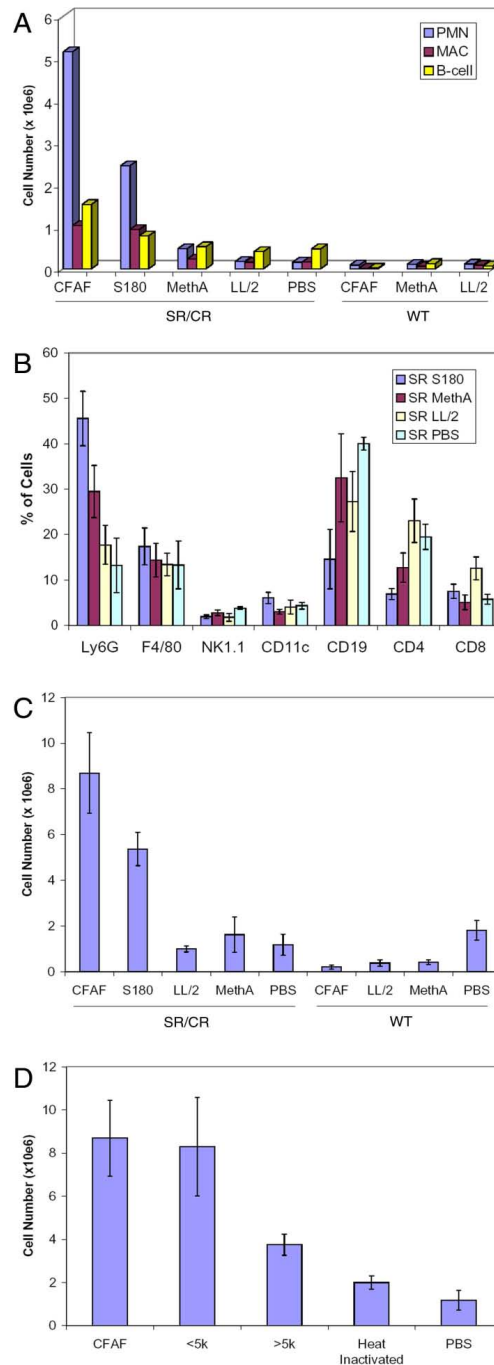 A
6
5
4
3
2
1
0
Cell Number (x 10e6)
PMN
MAC
B-cell
CFAF S180 MethA LL/2 PBS CFAF MethA LL/2
SR/CR WT
B
60
50
40
30
20
10
0
% of Cells
SR S180
SR MethA
SR LL/2
SR PBS
Ly6G F4/80 NK1.1 CD11c CD19 CD4 CD8
C
12
10
8
6
4
2
0
Cell Number (x 10e6)
CFAF S180 LL/2 MethA PBS CFAF LL/2 MethA PBS
SR/CR WT
D
12
10
8
6
4
2
0
Cell Number (x10e6)
CFAF <5k >5k Heat PBS
Inactivated